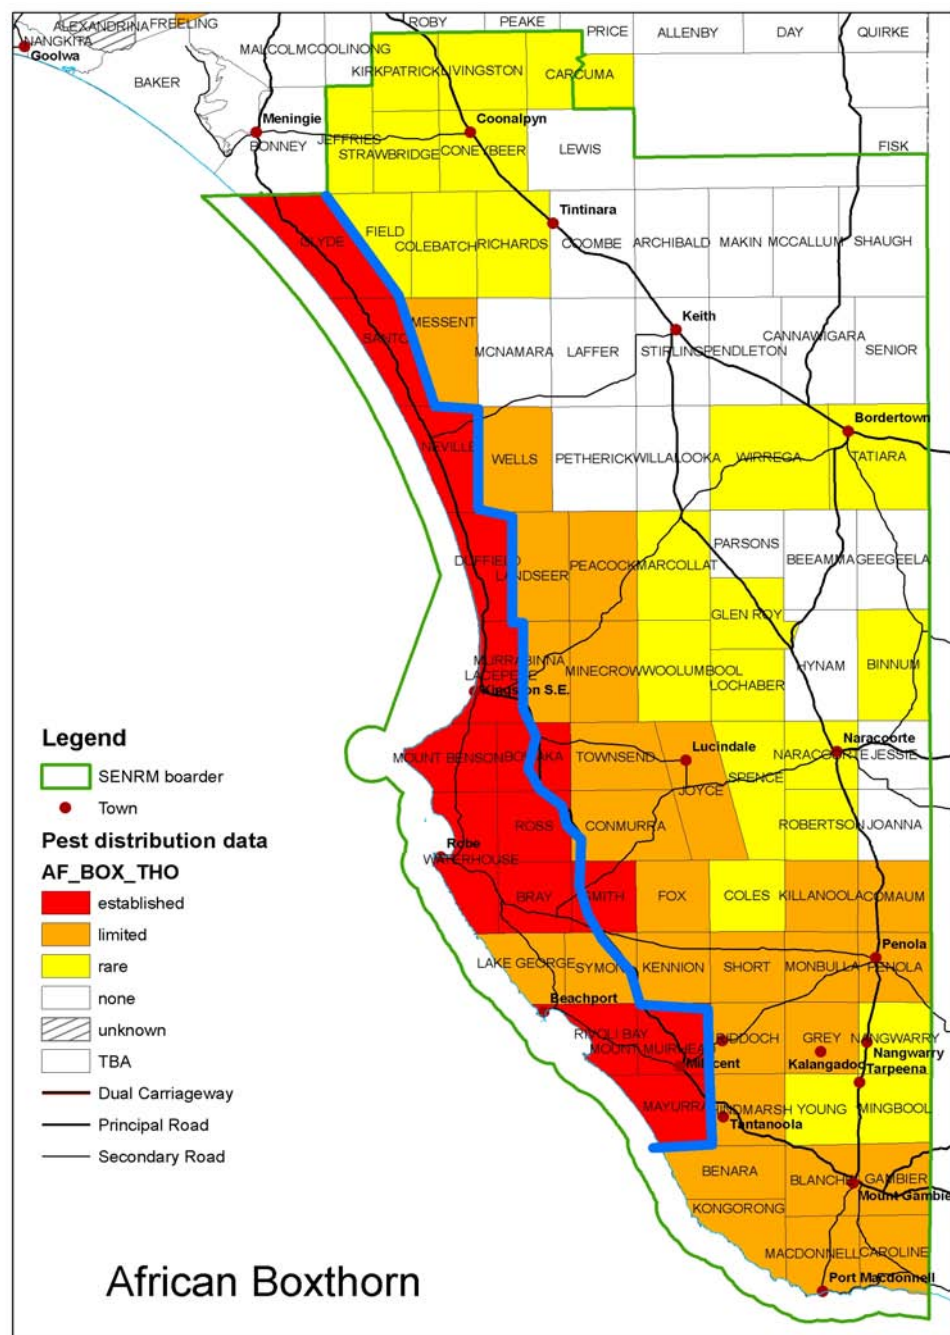 ALEXANDRINA
FREELING
ROBY
PEAKE
PRICE
ALLENBY
DAY
QUIRKE
NANGKITA
Goolwa
MALCOLM
COOLINONG
BAKER
KIRKPATRICK
LIVINGSTON
CARCUMA
Meningie
Coonalpyn
BONNEY
JEFFRIES
STRAWBRIDGE
CONEYBEER
LEWIS
FISK
Tintinara
GLYDE
FIELD
COLEBATCH
RICHARDS
COOMBE
ARCHIBALD
MAKIN
MCCALLUM
SHAUGH
MESSENT
Keith
SANTO
MCNAMARA
LAFFER
STIRLING
PENDLETON
CANNAWIGARA
SENIOR
Bordertown
NEVILLE
WELLS
PETHERICK
WILLALOOKA
WIRREGA
TATIARA
DUFFIELD
LANDSEER
PEACOCK
MARCOLLAT
PARSONS
BEEAMMA
GEEGEELA
GLEN ROY
MURRABINNA
LACEPEDE
MINECROW
WOOLUMBOOL
LOCHABER
HYNAM
BINNUM
Kingston S.E.
MOUNT BENSON
BOWAKA
TOWNSEND
Lucindale
JOYCE
SPENCE
Naracoorte
NARACOORTE
JESSIE
ROSS
CONMURRA
ROBERTSON
JOANNA
Robe
WATERHOUSE
BRAY
SMITH
FOX
COLES
KILLANOOLA
COMAUM
LAKE GEORGE
SYMON
KENNION
SHORT
MONBULLA
Penola
PENOLA
Beachport
RIVOLI BAY
MOUNT MUIRHEAD
Millicent
RIDDOCH
GREY
NANGWARRY
Nangwarry
Kalangadoo
Tarpeena
MAYURRA
HINDMARSH
YOUNG
MINGBOOL
Tantanoola
BENARA
BLANCHE
GAMBIER
Mount Gambie
KONGORONG
MACDONNELL
CAROLINE
Port Macdonnell
Legend
SENRM boarder
Town
Pest distribution data
AF_BOX_THO
established
limited
rare
none
unknown
TBA
Dual Carriageway
Principal Road
Secondary Road
African Boxthorn